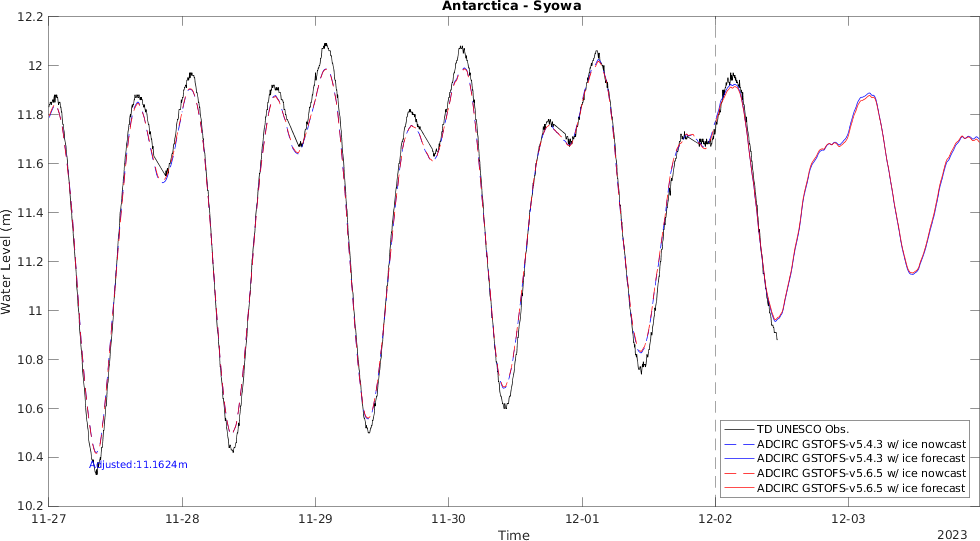 Antarctica - Syowa
Water Level (m)
12.2
12
11.8
11.6
11.4
11.2
11
10.8
10.6
10.4
10.2
Adjusted:11.1624m
TD UNESCO Obs.
ADCIRC GSTOFS-v5.4.3 w/ ice nowcast
ADCIRC GSTOFS-v5.4.3 w/ ice forecast
ADCIRC GSTOFS-v5.6.5 w/ ice nowcast
ADCIRC GSTOFS-v5.6.5 w/ ice forecast
11-27 11-28 11-29 11-30 12-01 12-02 12-03
Time
2023